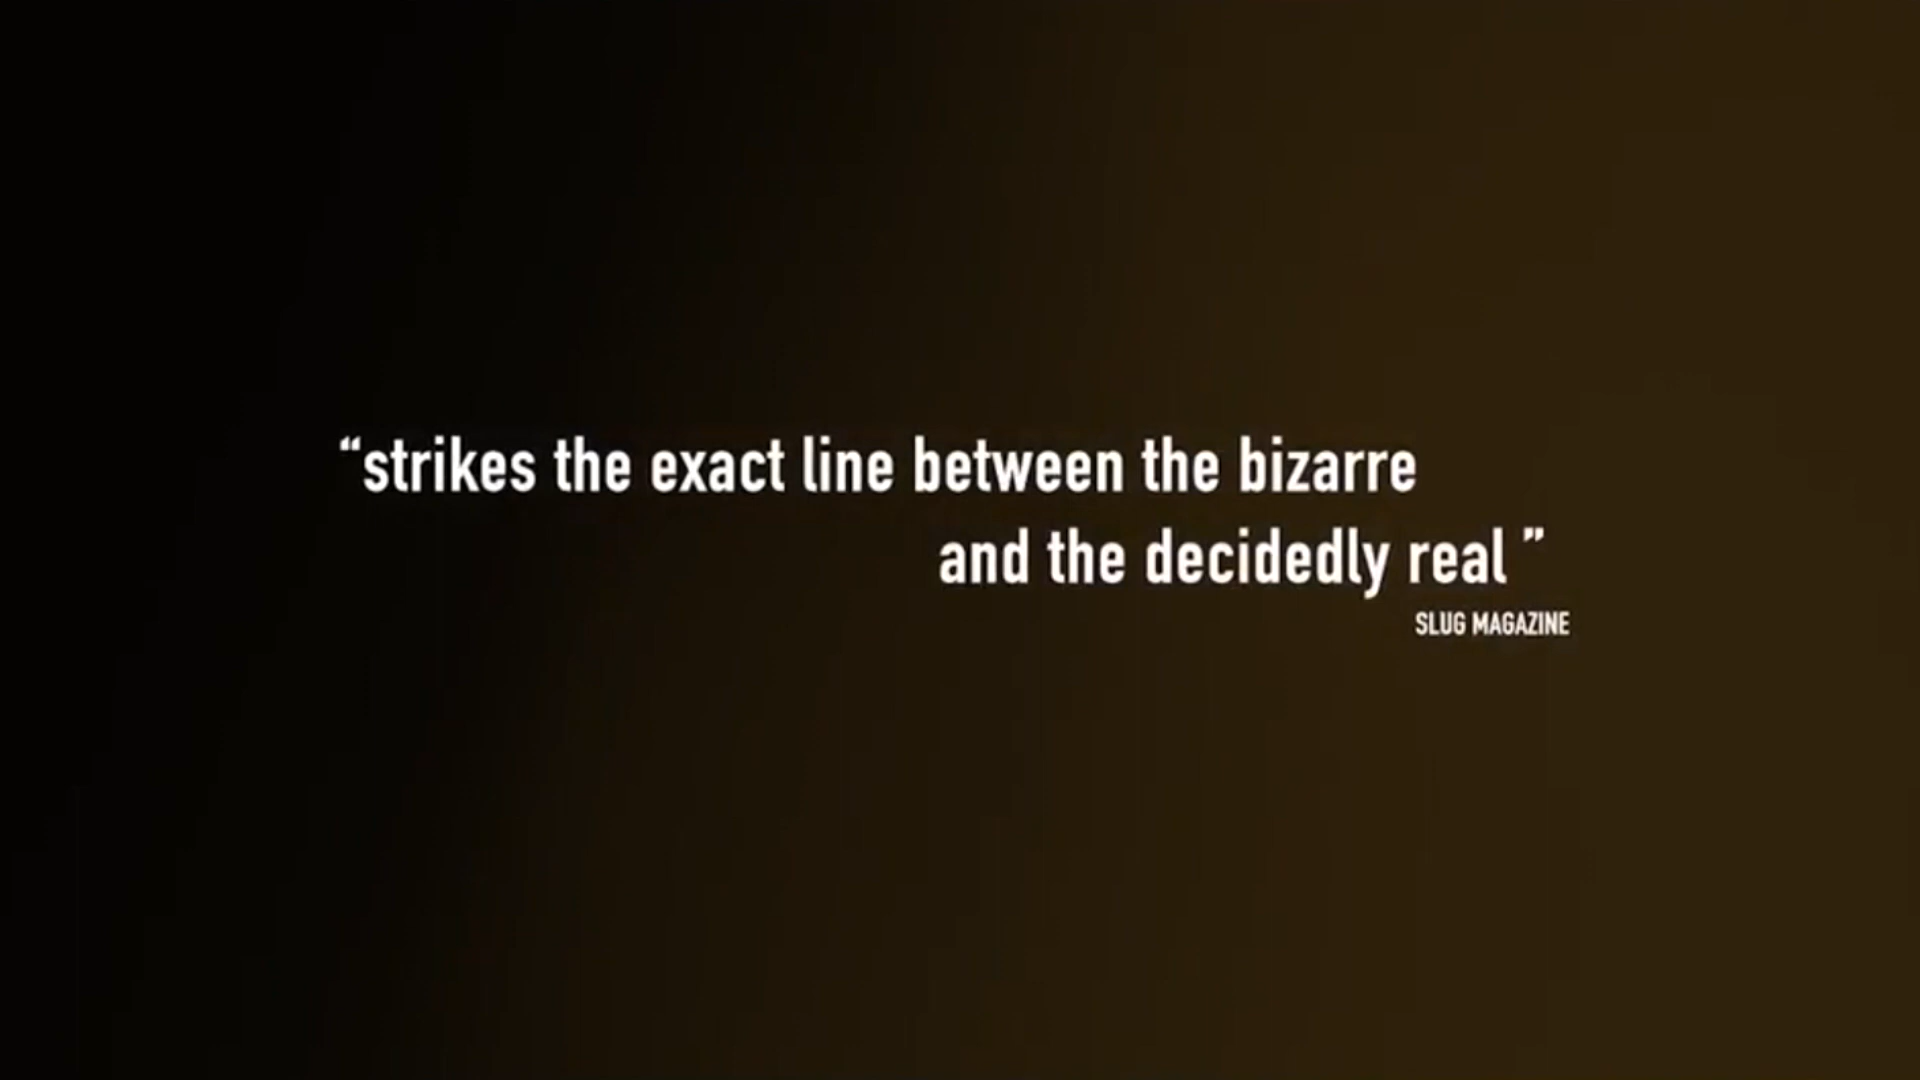 “strikes the exact line between the bizarre
and the decidedly real ”
SLUG MAGAZINE